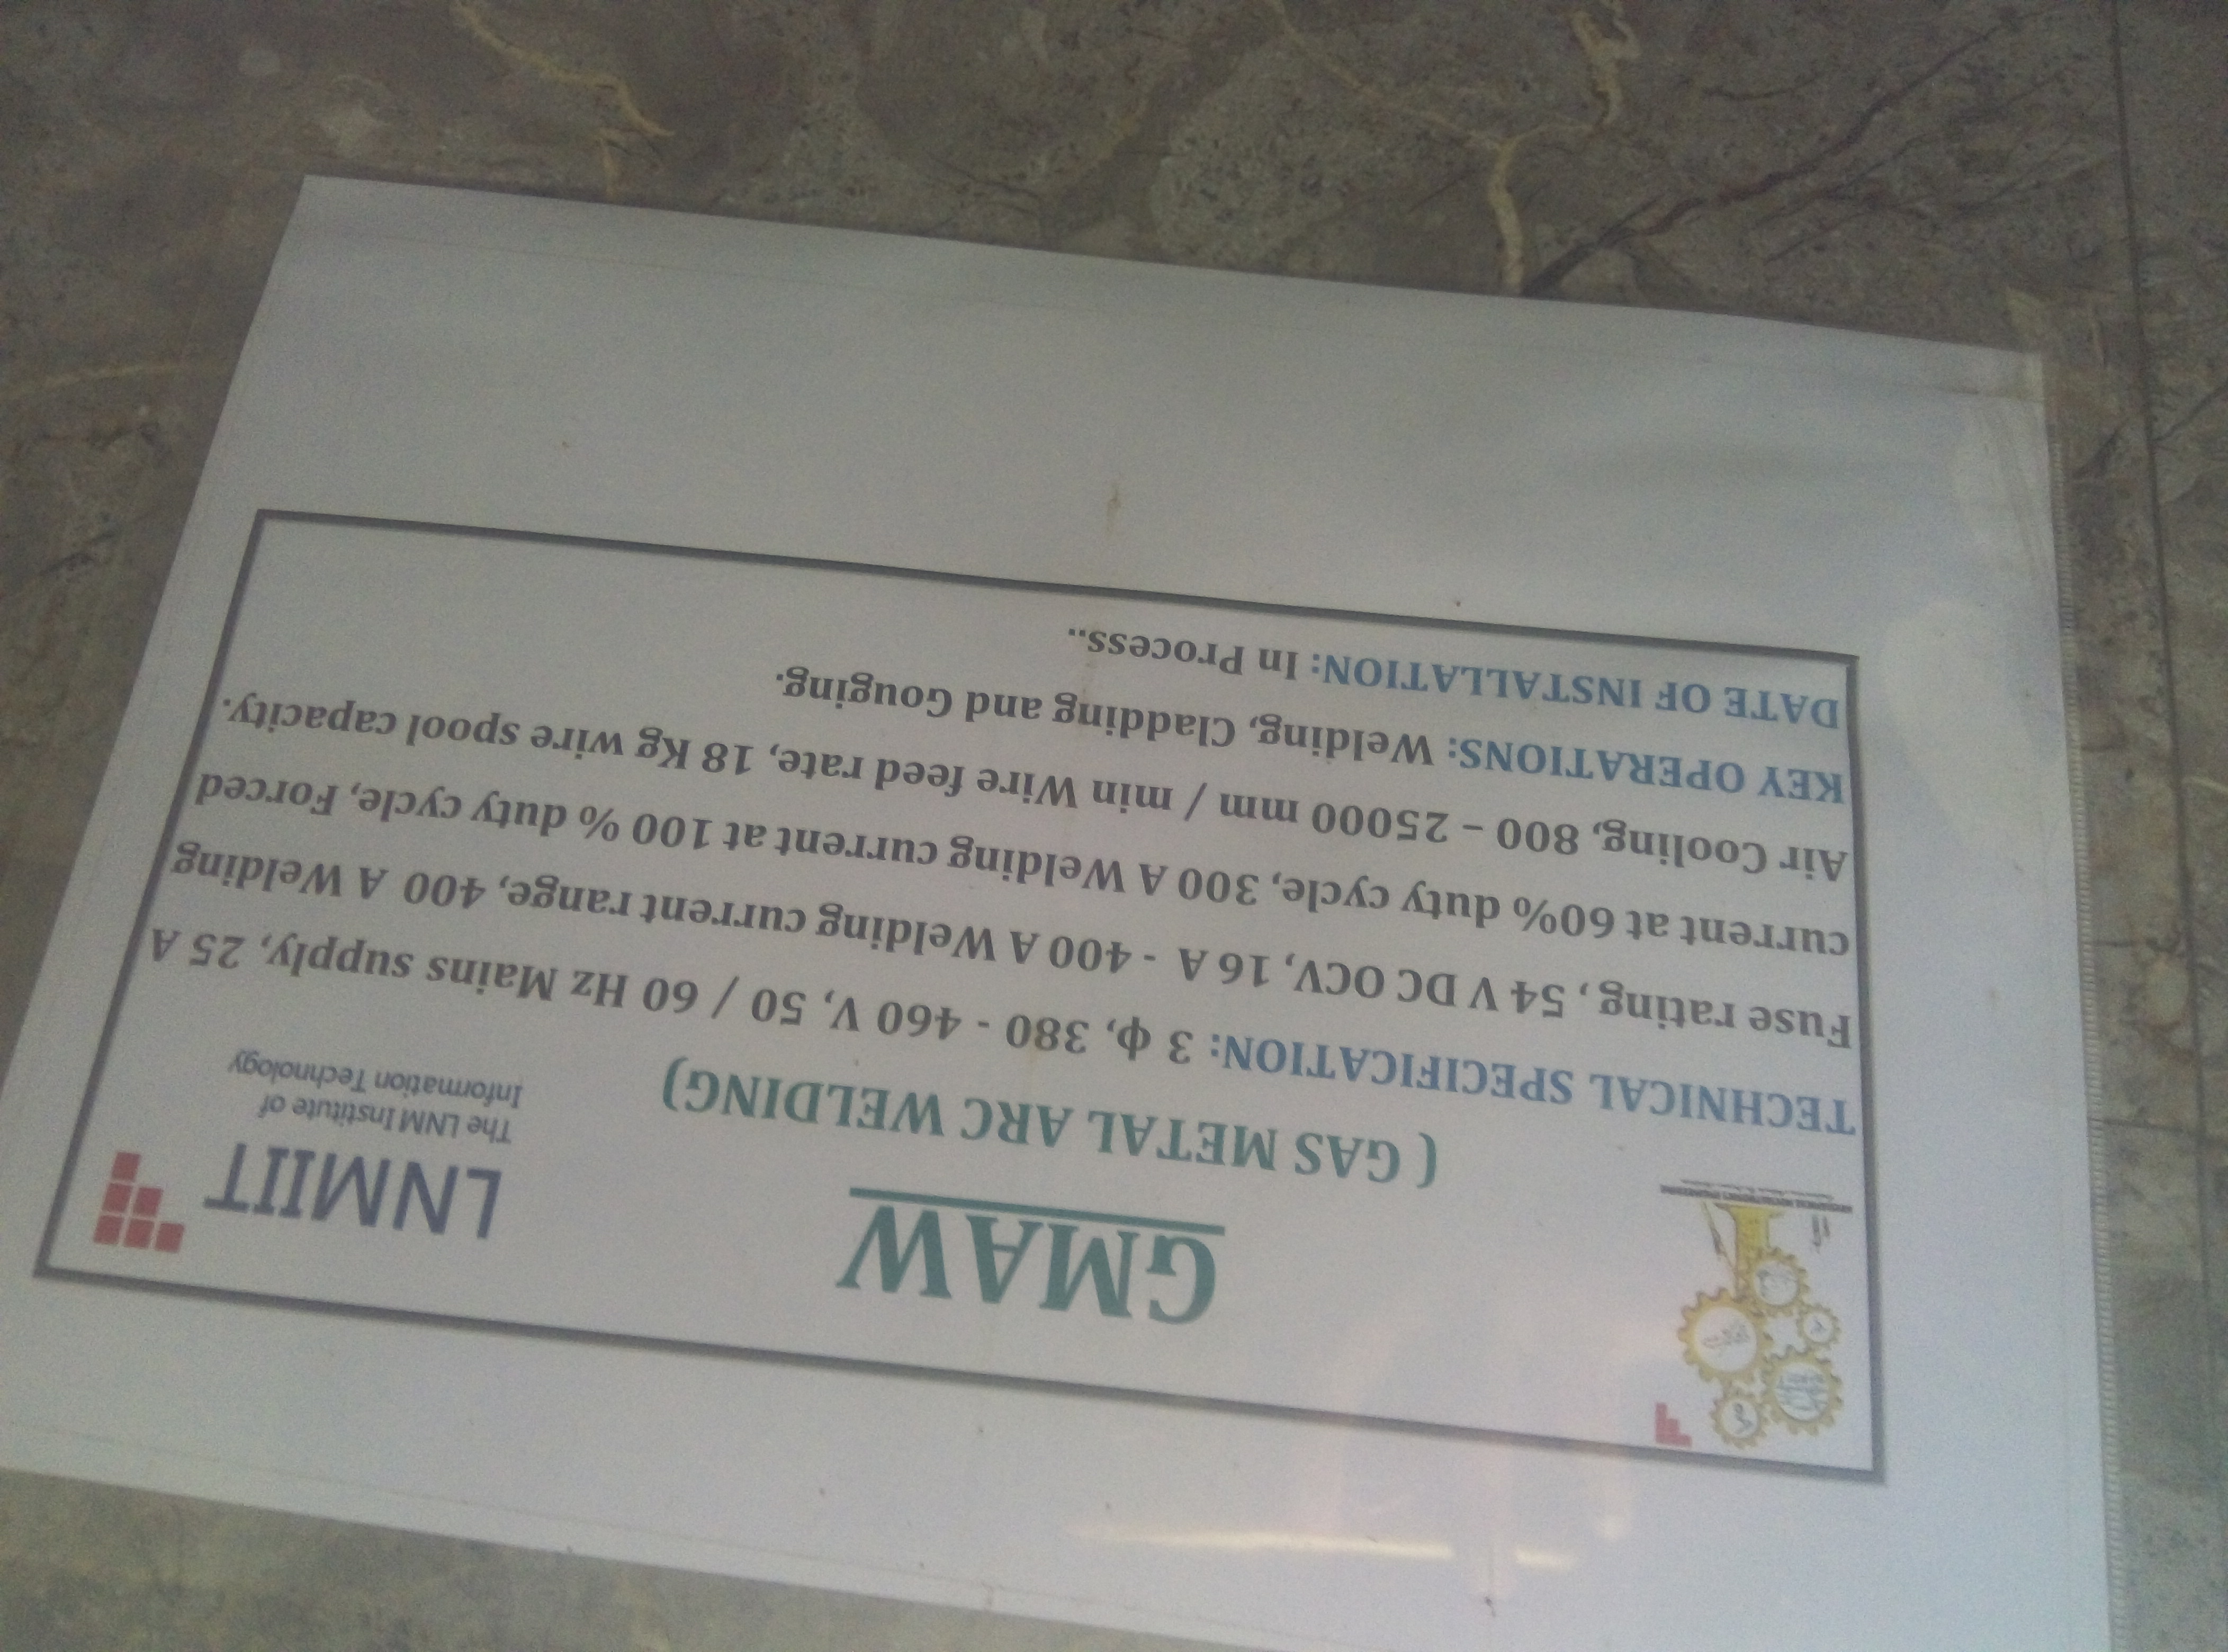 GMAW
( GAS METAL ARC WELDING)
LNMIIT
The LNM Institute of
Information Technology
TECHNICAL SPECIFICATION: 3 ф, 380 - 460 V, 50 / 60 Hz Mains supply, 25 A
Fuse rating , 54 V DC OCV, 16 A - 400 A Welding current range, 400 A Welding
current at 60% duty cycle, 300 A Welding current at 100 % duty cycle, Forced
Air Cooling, 800 – 25000 mm / min Wire feed rate, 18 Kg wire spool capacity.
KEY OPERATIONS: Welding, Cladding and Gouging.
DATE OF INSTALLATION: In Process..